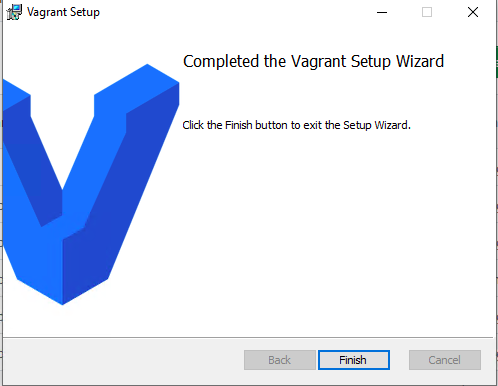 Vagrant Setup
Completed the Vagrant Setup Wizard
Click the Finish button to exit the Setup Wizard.
Back
Finish
Cancel